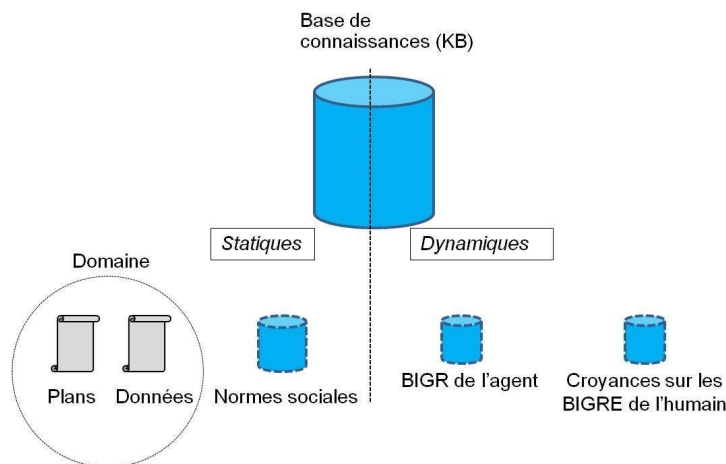 Base de
connaissances (KB)
Statiques
Dynamiques
Domaine
Plans
Données
Normes sociales
BIGR de l'agent
Croyances sur les
BIGRE de l'humain